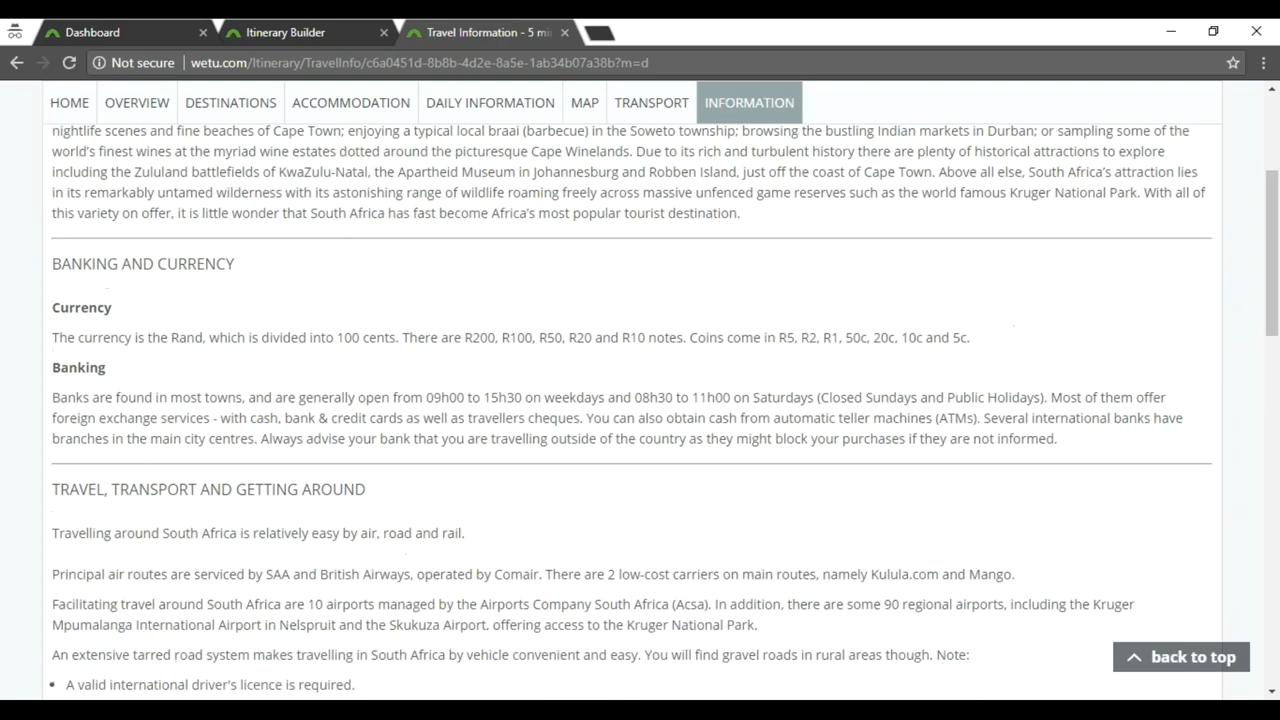 Dashboard
Itinerary Builder
Travel Information - 5 mi
Not secure
wetu.com/Itinerary/TravelInfo/c6a0451d-8b8b-4d2e-8a5e-1ab34b07a38b?m=d
HOME OVERVIEW DESTINATIONS ACCOMMODATION DAILY INFORMATION MAP TRANSPORT INFORMATION
nightlife scenes and fine beaches of Cape Town; enjoying a typical local braai (barbecue) in the Soweto township; browsing the bustling Indian markets in Durban; or sampling some of the
world's finest wines at the myriad wine estates dotted around the picturesque Cape Winelands. Due to its rich and turbulent history there are plenty of historical attractions to explore
including the Zululand battlefields of KwaZulu-Natal, the Apartheid Museum in Johannesburg and Robben Island, just off the coast of Cape Town. Above all else, South Africa's attraction lies
in its remarkably untamed wilderness with its astonishing range of wildlife roaming freely across massive unfenced game reserves such as the world famous Kruger National Park. With all of
this variety on offer, it is little wonder that South Africa has fast become Africa's most popular tourist destination.
BANKING AND CURRENCY
Currency
The currency is the Rand, which is divided into 100 cents. There are R200, R100, R50, R20 and R10 notes. Coins come in R5, R2, R1, 50c, 20c, 10c and 5c.
Banking
Banks are found in most towns, and are generally open from 09h00 to 15h30 on weekdays and 08h30 to 11h00 on Saturdays (Closed Sundays and Public Holidays). Most of them offer
foreign exchange services - with cash, bank & credit cards as well as travellers cheques. You can also obtain cash from automatic teller machines (ATMs). Several international banks have
branches in the main city centres. Always advise your bank that you are travelling outside of the country as they might block your purchases if they are not informed.
TRAVEL, TRANSPORT AND GETTING AROUND
Travelling around South Africa is relatively easy by air, road and rail.
Principal air routes are serviced by SAA and British Airways, operated by Comair. There are 2 low-cost carriers on main routes, namely Kulula.com and Mango.
Facilitating travel around South Africa are 10 airports managed by the Airports Company South Africa (Acsa). In addition, there are some 90 regional airports, including the Kruger
Mpumalanga International Airport in Nelspruit and the Skukuza Airport, offering access to the Kruger National Park.
An extensive tarred road system makes travelling in South Africa by vehicle convenient and easy. You will find gravel roads in rural areas though. Note:
• A valid international driver's licence is required.
back to top